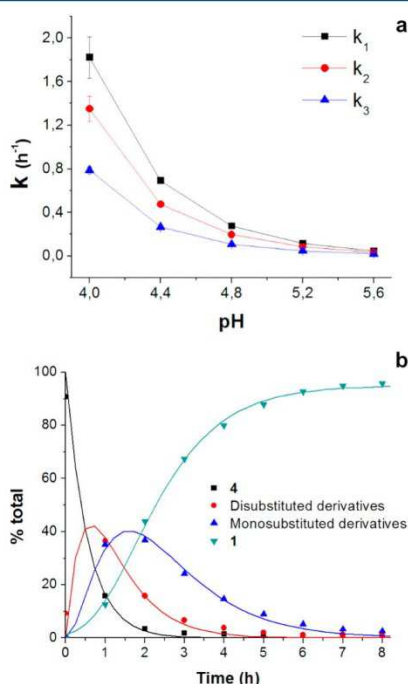 a
2,0
1,6
1,2
0,8
0,4
0,0
k (h⁻¹)
k₁
k₂
k₃
4,0 4,4 4,8 5,2 5,6
pH
b
100
80
60
40
20
0
% total
4
Disubstituted derivatives
Monosubstituted derivatives
1
0 1 2 3 4 5 6 7 8
Time (h)